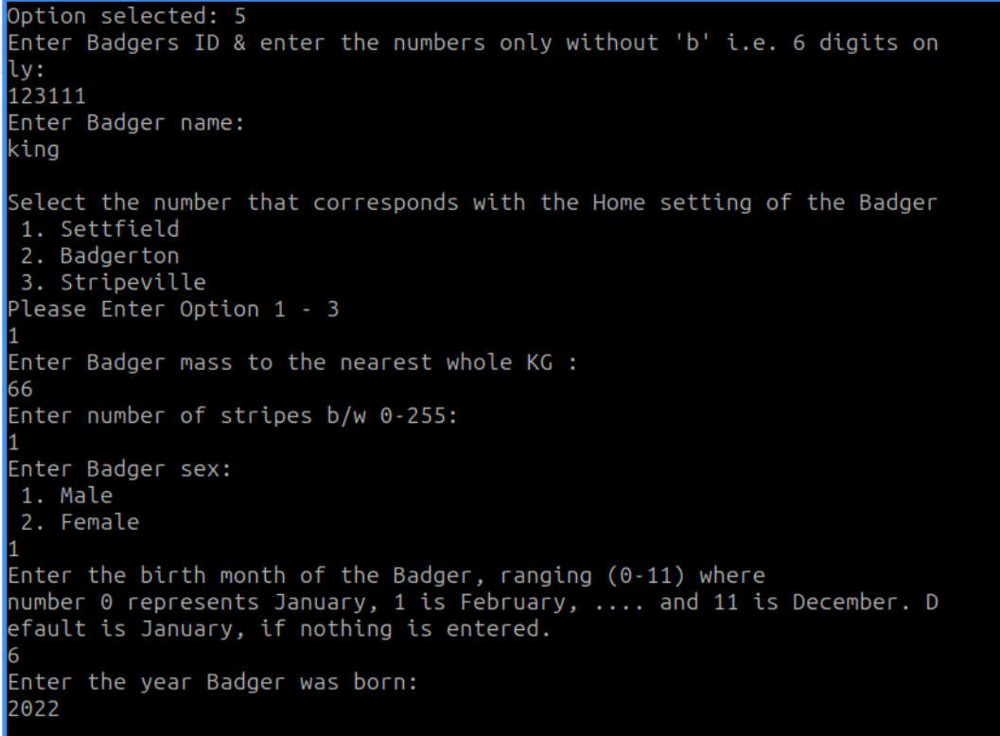 Option selected: 5
Enter Badgers ID & enter the numbers only without 'b' i.e. 6 digits on
ly:
123111
Enter Badger name:
king
Select the number that corresponds with the Home setting of the Badger
1. Settfield
2. Badgerton
3. Stripeville
Please Enter Option 1 - 3
1
Enter Badger mass to the nearest whole KG :
66
Enter number of stripes b/w 0-255:
1
Enter Badger sex:
1. Male
2. Female
1
Enter the birth month of the Badger, ranging (0-11) where
number 0 represents January, 1 is February, .... and 11 is December. D
efault is January, if nothing is entered.
6
Enter the year Badger was born:
2022